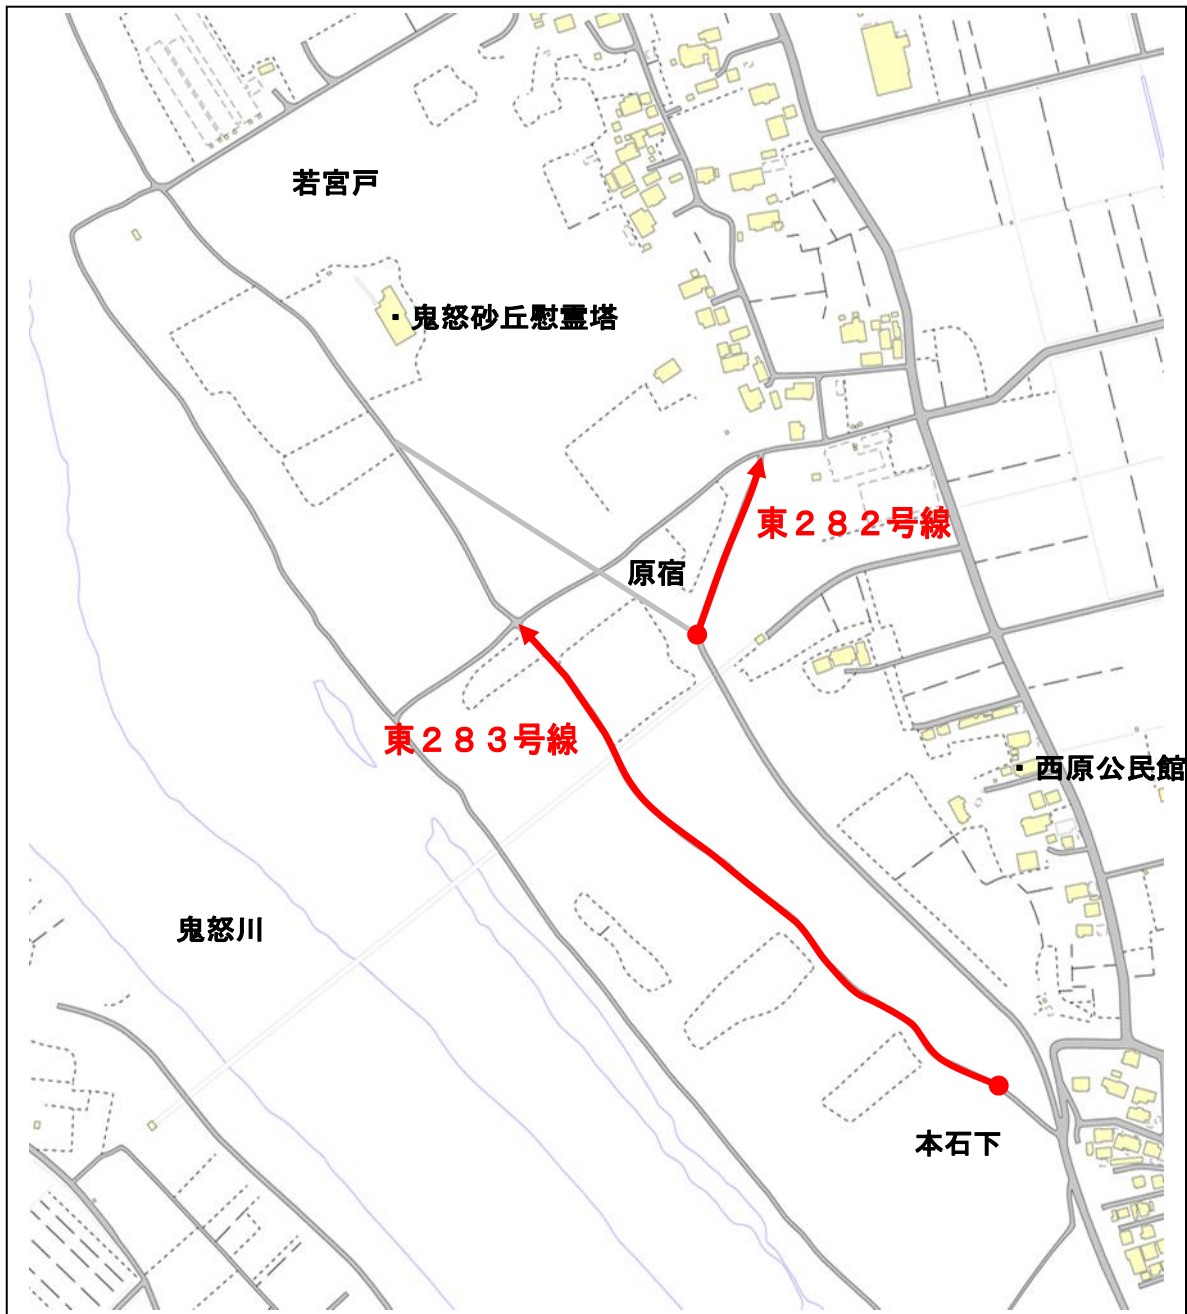 若宮戸
鬼怒砂丘慰霊塔
東２８２号線
原宿
東２８３号線
西原公民館
鬼怒川
本石下